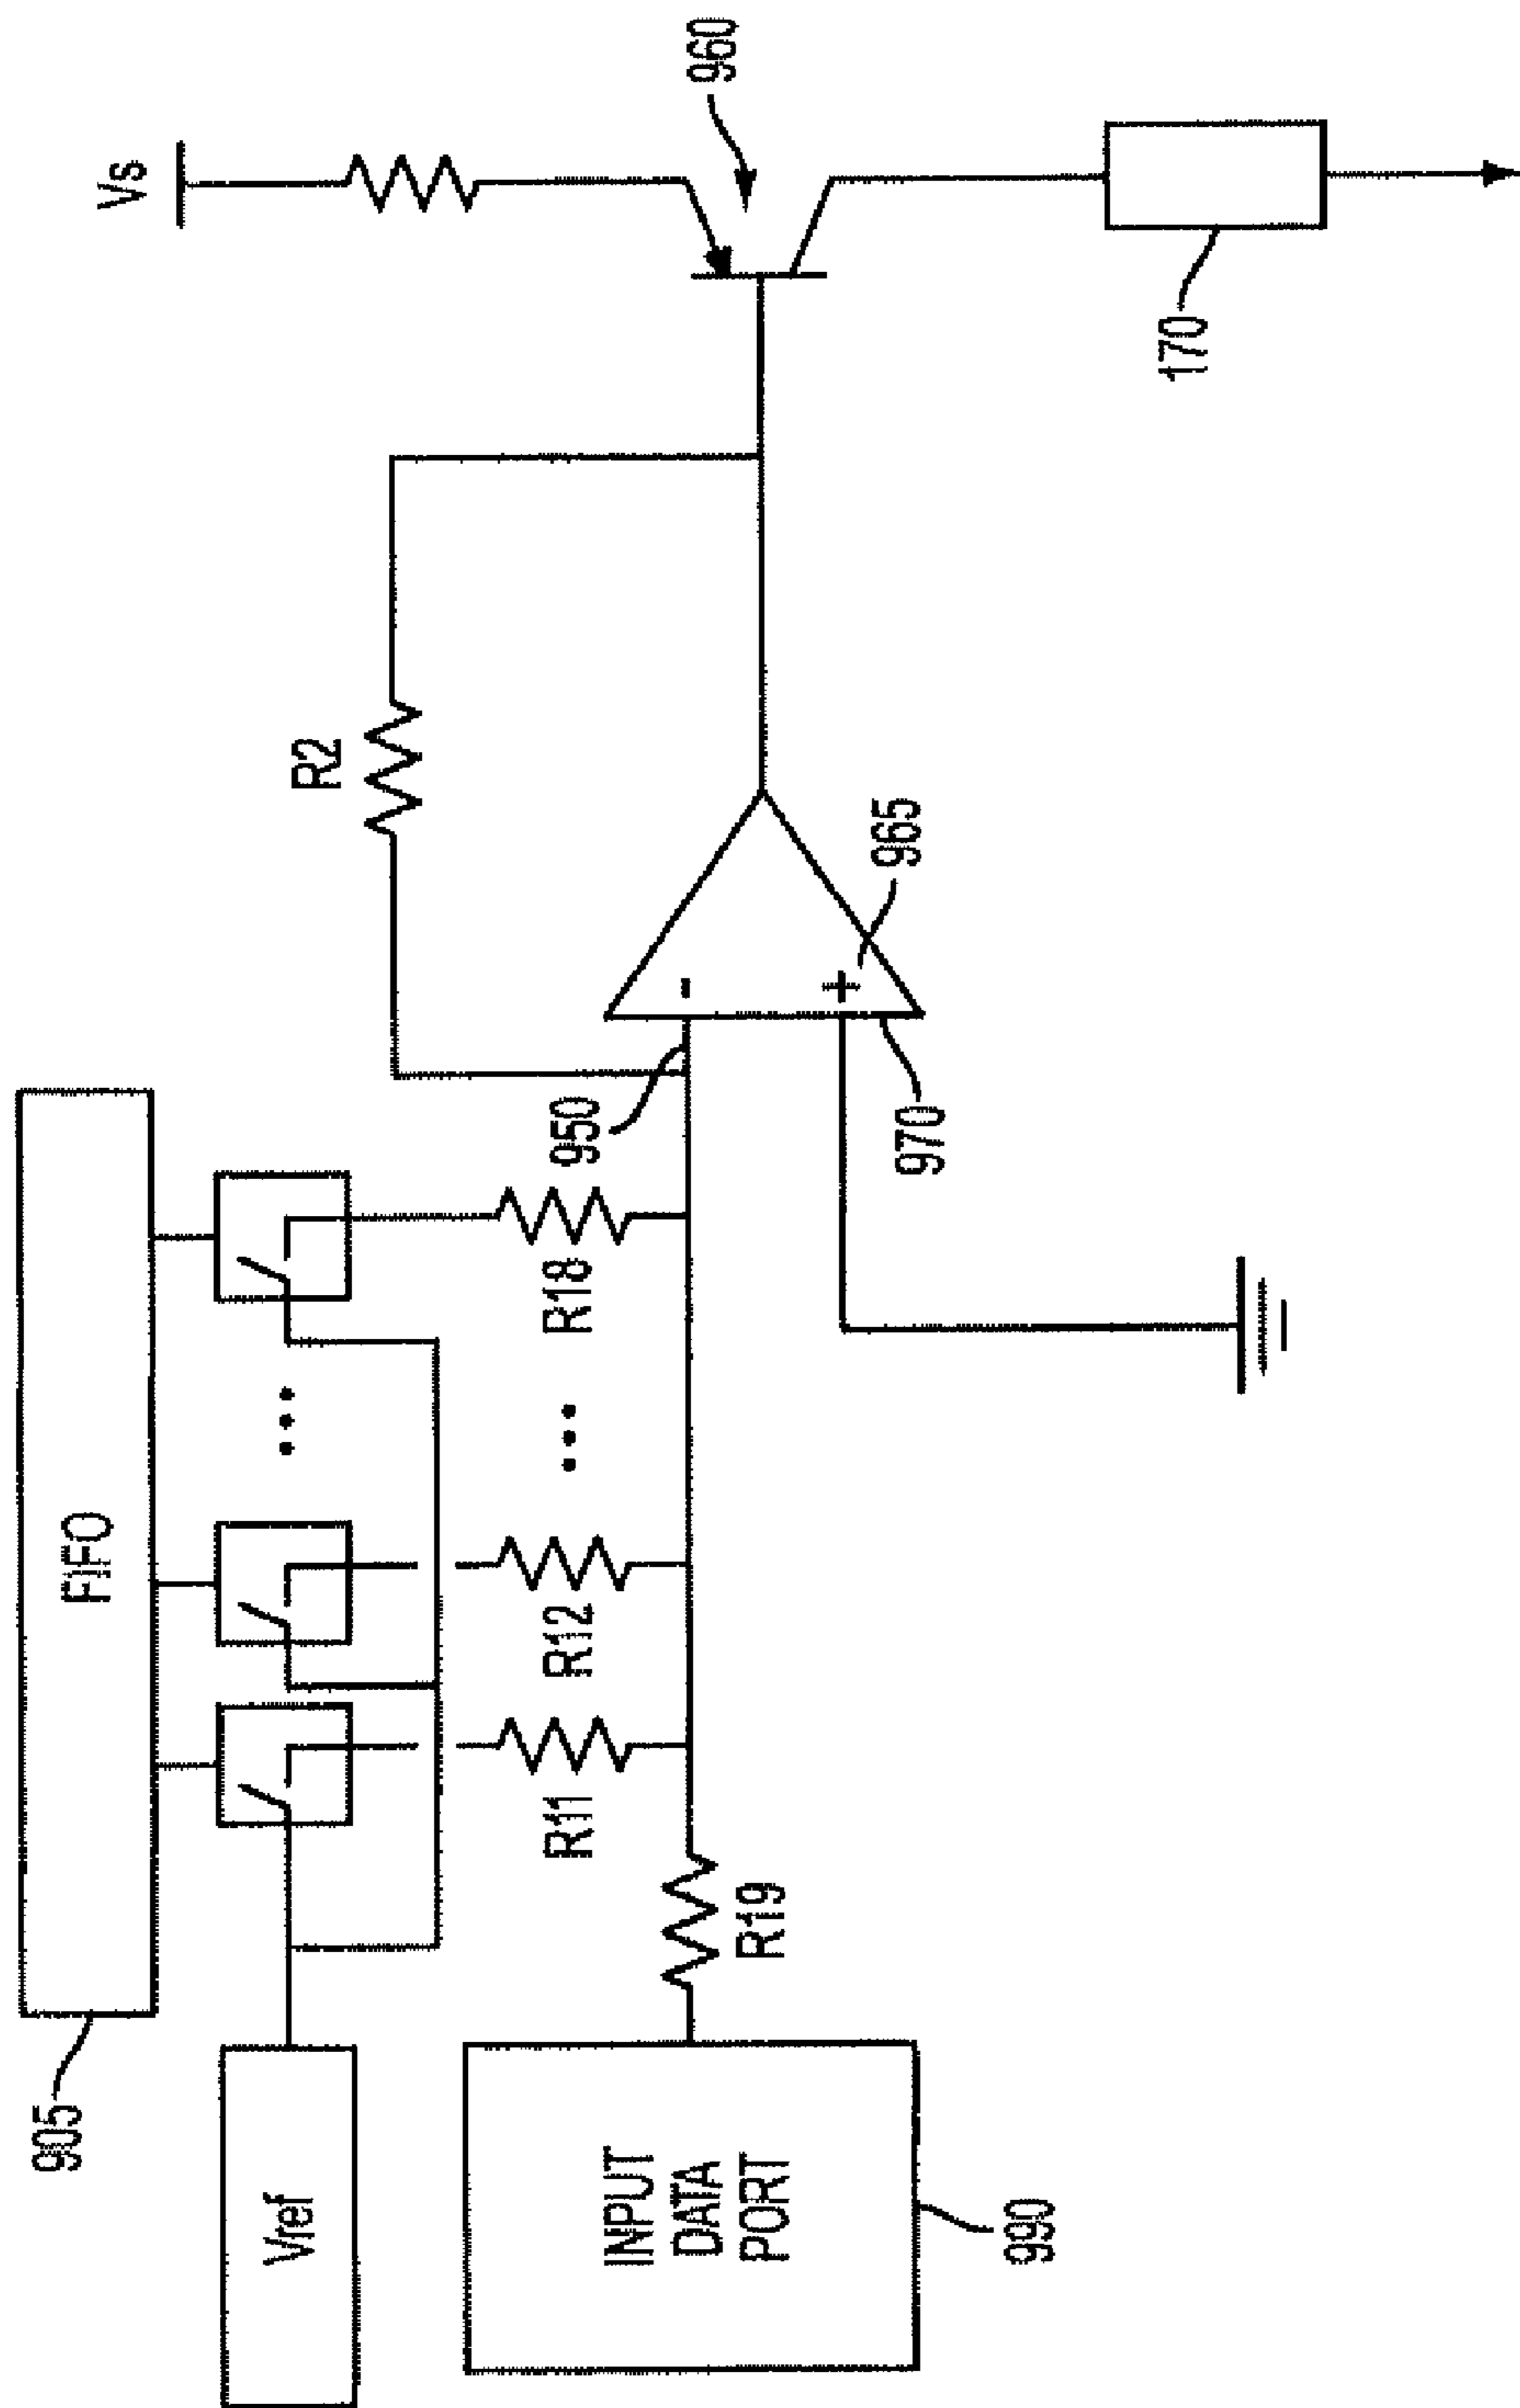 905
FIFO
Vref
Vs
960
R2
R11
R12
...
R18
...
950
-
+
965
970
INPUT
DATA
PORT
R19
990
170